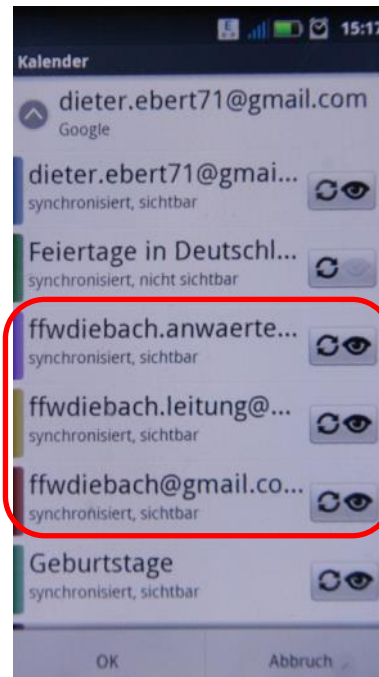 15:17
Kalender
dieter.ebert71@gmail.com
Google
dieter.ebert71@gmai...
synchronisiert, sichtbar
Feiertage in Deutschl...
synchronisiert, nicht sichtbar
ffwdiebach.anwaerte...
synchronisiert, sichtbar
ffwdiebach.leitung@...
synchronisiert, sichtbar
ffwdiebach@gmail.co...
synchronisiert, sichtbar
Geburtstage
synchronisiert, sichtbar
OK
Abbruch